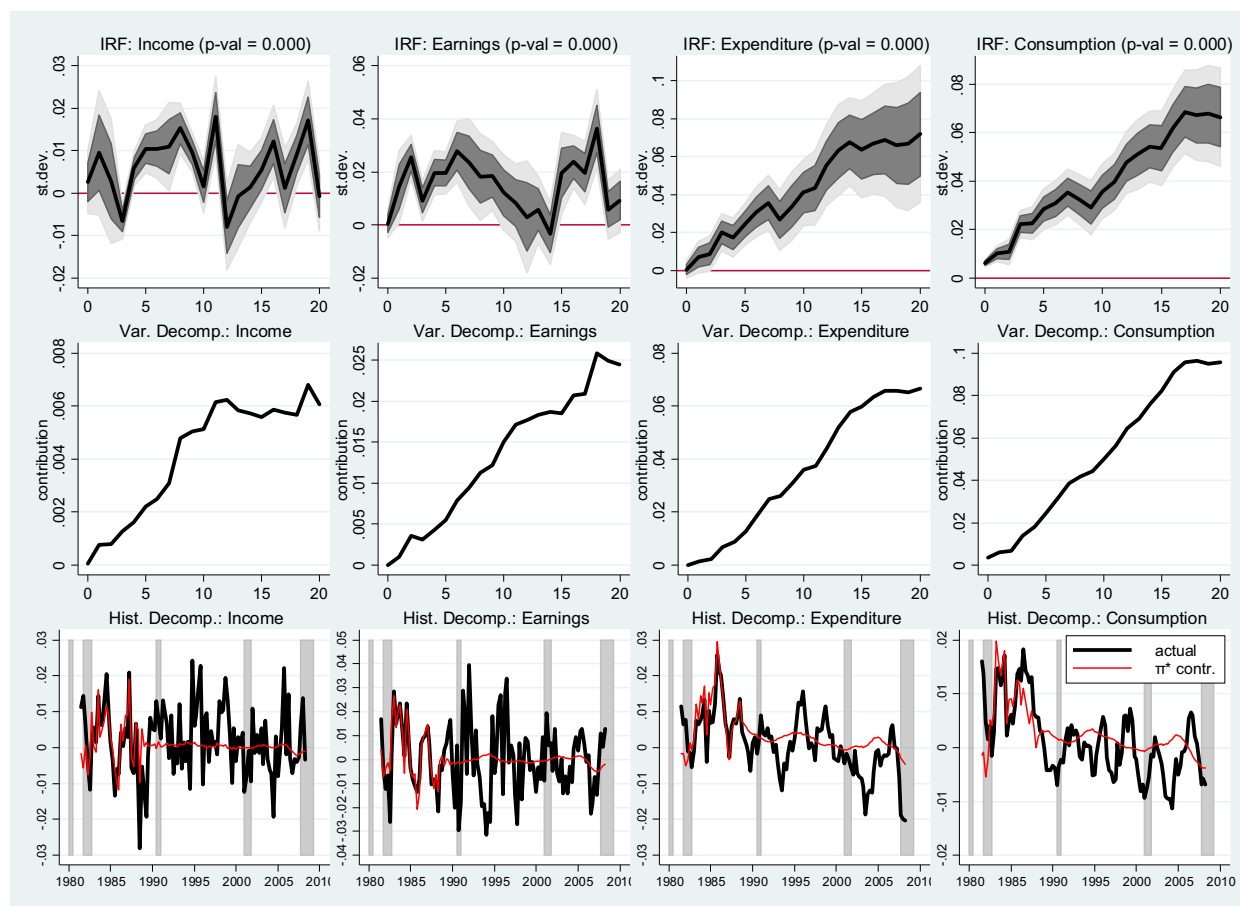 IRF: Income (p-val = 0.000)
st.dev.
.03
.02
.01
0
-.01
-.02
0 5 10 15 20
IRF: Earnings (p-val = 0.000)
st.dev.
.06
.04
.02
0
-.02
0 5 10 15 20
IRF: Expenditure (p-val = 0.000)
st.dev.
.1
.08
.06
.04
.02
0
0 5 10 15 20
IRF: Consumption (p-val = 0.000)
st.dev.
.08
.06
.04
.02
0
0 5 10 15 20
Var. Decomp.: Income
contribution
.008
.006
.004
.002
0
0 5 10 15 20
Var. Decomp.: Earnings
contribution
.025
.02
.015
.01
.005
0
0 5 10 15 20
Var. Decomp.: Expenditure
contribution
.08
.06
.04
.02
0
0 5 10 15 20
Var. Decomp.: Consumption
contribution
.1
.08
.06
.04
.02
0
0 5 10 15 20
Hist. Decomp.: Income
.03
.02
.01
0
-.01
-.02
-.03
1980 1985 1990 1995 2000 2005 2010
Hist. Decomp.: Earnings
.05
.04
.03
.02
.01
0
-.01
-.02
-.03
-.04
1980 1985 1990 1995 2000 2005 2010
Hist. Decomp.: Expenditure
.03
.02
.01
0
-.01
-.02
-.03
1980 1985 1990 1995 2000 2005 2010
Hist. Decomp.: Consumption
actual
π* contr.
.02
.01
0
-.01
-.02
1980 1985 1990 1995 2000 2005 2010